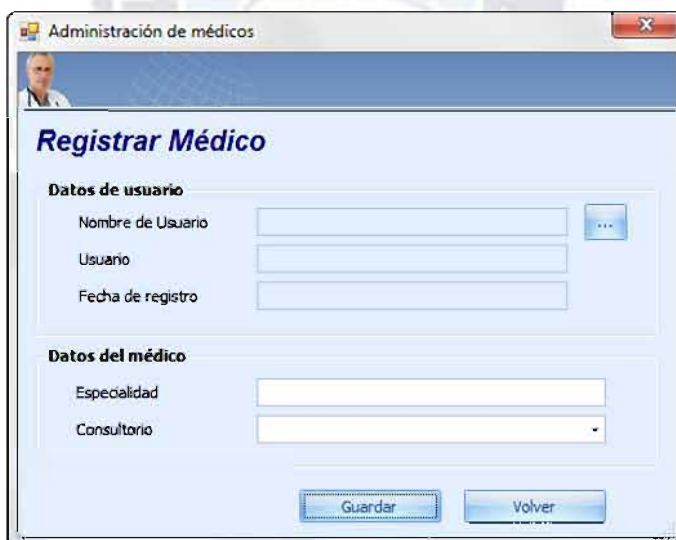 Administración de médicos
Registrar Médico
Datos de usuario
Nombre de Usuario
...
Usuario
Fecha de registro
Datos del médico
Especialidad
Consultorio
Guardar Volver